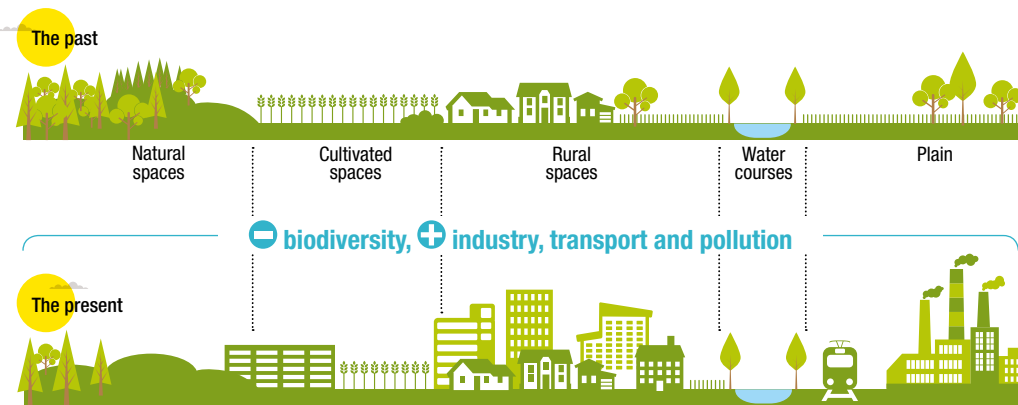 The past
Natural
spaces
Cultivated
spaces
Rural
spaces
Water
courses
Plain
biodiversity, + industry, transport and pollution
The present